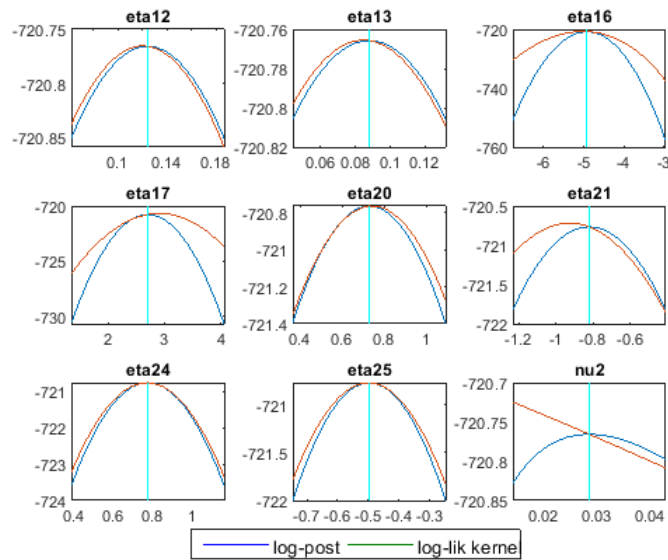 eta12
eta13
eta16
-720.75
-720.8
-720.85
0.1 0.14 0.18
-720.76
-720.78
-720.8
-720.82
0.06 0.08 0.1 0.12
-720
-740
-760
-6 -5 -4 -3
eta17
eta20
eta21
-720
-725
-730
2 3 4
-720.8
-721
-721.2
-721.4
0.4 0.6 0.8 1
-720.5
-721
-721.5
-722
-1.2 -1 -0.8 -0.6
eta24
eta25
nu2
-721
-722
-723
-724
0.4 0.6 0.8 1
-721
-721.5
-722
-0.7 -0.6 -0.5 -0.4 -0.3
-720.7
-720.75
-720.8
-720.85
0.02 0.03 0.04
log-post log-lik kernel